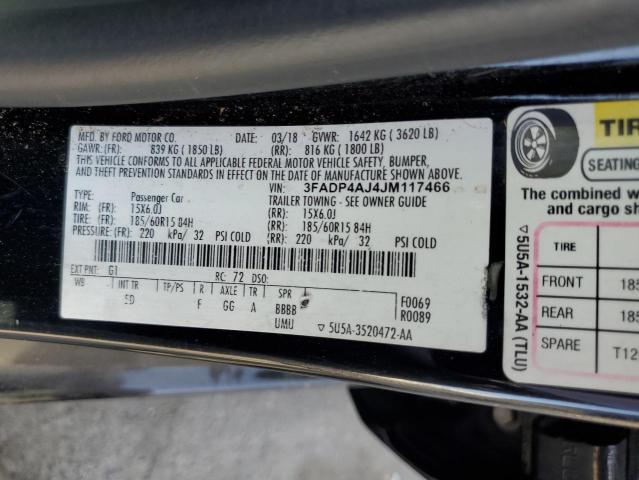 MFD. BY FORD MOTOR CO. DATE: 03/18 GVWR: 1642 KG ( 3620 LB)
GAWR: (FR): 839 KG ( 1850 LB) (RR): 816 KG ( 1800 LB)
THIS VEHICLE CONFORMS TO ALL APPLICABLE FEDERAL MOTOR VEHICLE SAFETY, BUMPER,
AND THEFT PREVENTION STANDARDS IN EFFECT ON THE DATE OF MANUFACTURE SHOWN ABOVE.
VIN: 3FADP4AJ4JM117466
Passenger Car TRAILER TOWING - SEE OWNER GUIDE
RIM: (FR): 15X6.0J (RR): 15X6.0J
TIRE: (FR): 185/60R15 84H (RR): 185/60R15 84H
PRESSURE: (FR): 220 kPa/ 32 PSI COLD (RR): 220 kPa/ 32 PSI COLD
EXT PNT: G1 RC: 72 DSO:
WB INT TR TP/PS R AXLE TR SPR F0069
5D F GG A BBBB R0089
UMU ▽ 5U5A-3520472-AA
TIR
SEATING
The combined w
and cargo sh
TIRE
FRONT 185
REAR 185
SPARE T12
▽ 5U5A-1532-AA (TLU)